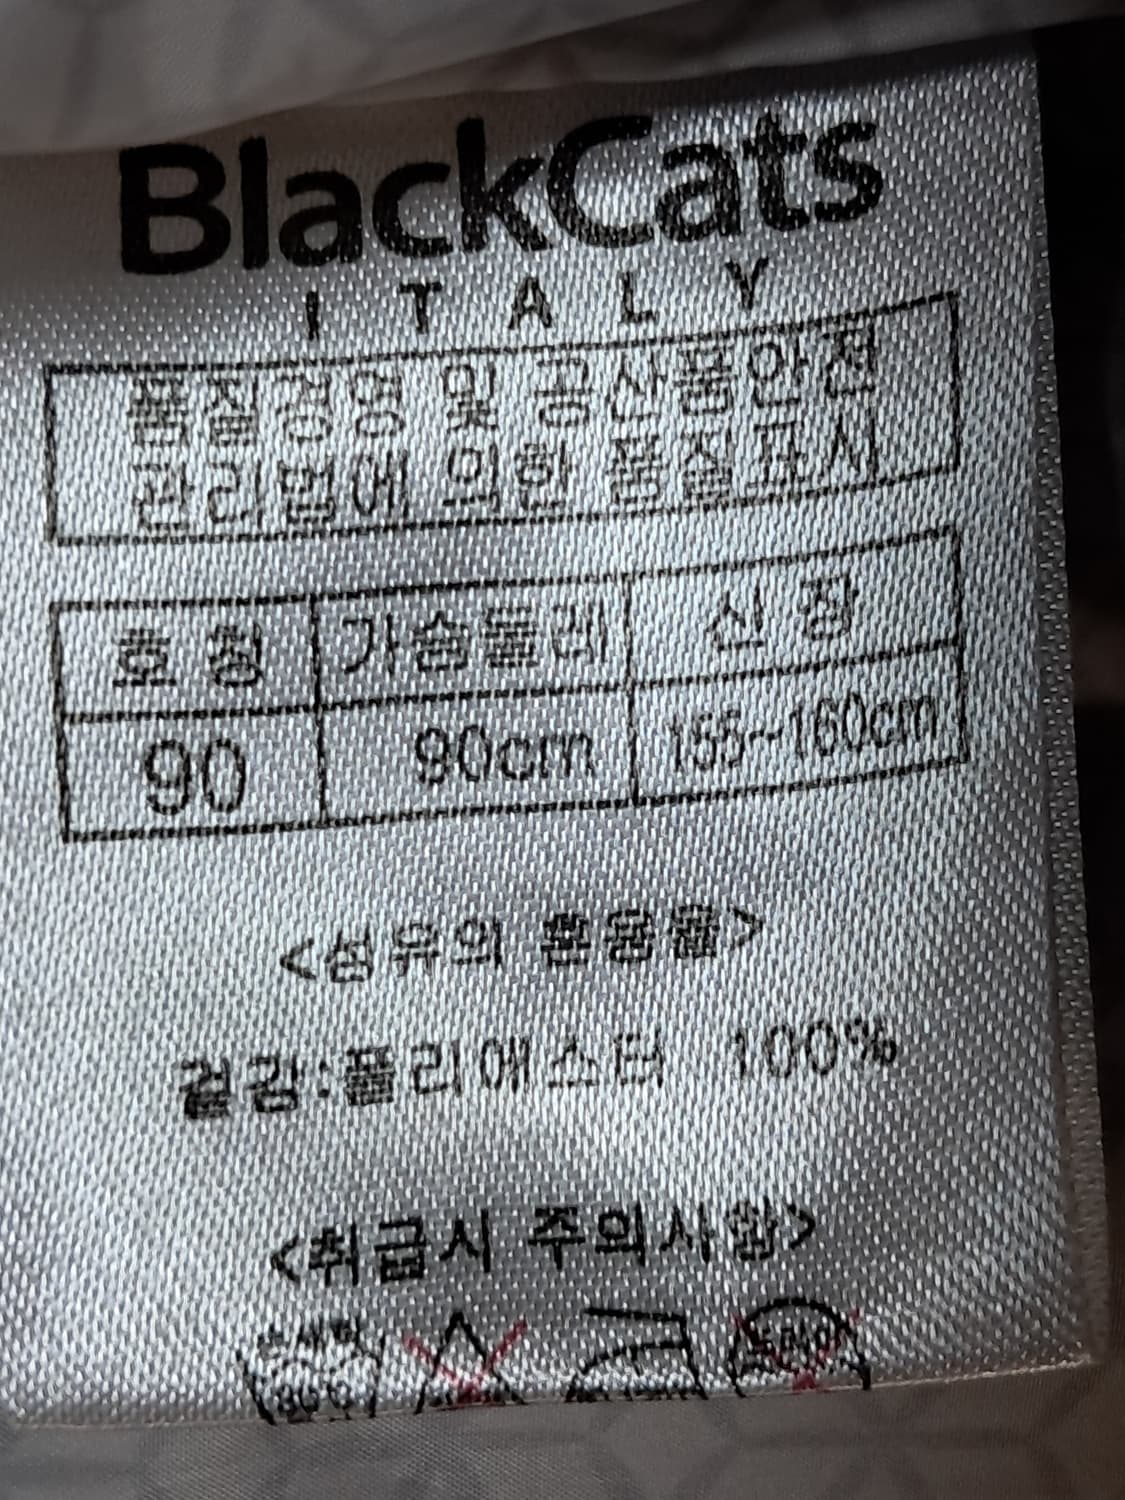 BlackCats
ITALY
품질경영 및 공산품안전
관리법에 의한 품질표시
호 칭 가슴둘레 신 장
90 90cm 155~160cm
<섬유의 혼용율>
겉감:폴리에스터 100%
<취급시 주의사항>